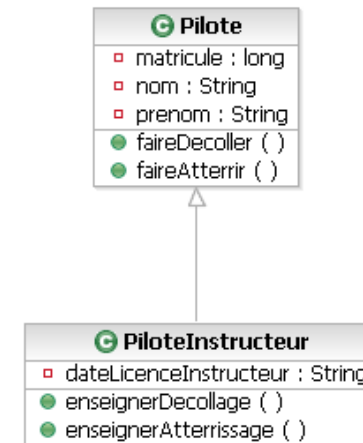 Pilote
matricule : long
nom : String
prenom : String
faireDecoller ( )
faireAtterrir ( )
PiloteInstructeur
dateLicenceInstructeur : String
enseignerDecollage ( )
enseignerAtterrissage ( )